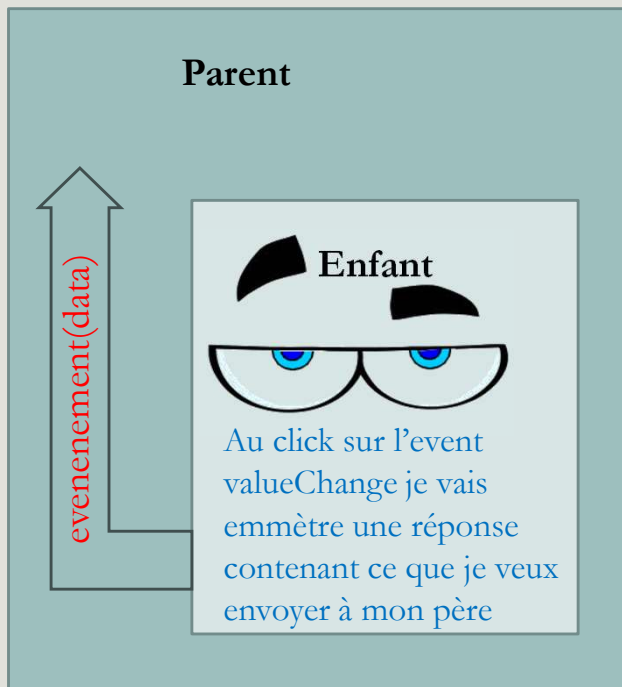 Parent
Enfant
evenement(data)
Au click sur l’event
valueChange je vais
emmètre une réponse
contenant ce que je veux
envoyer à mon père